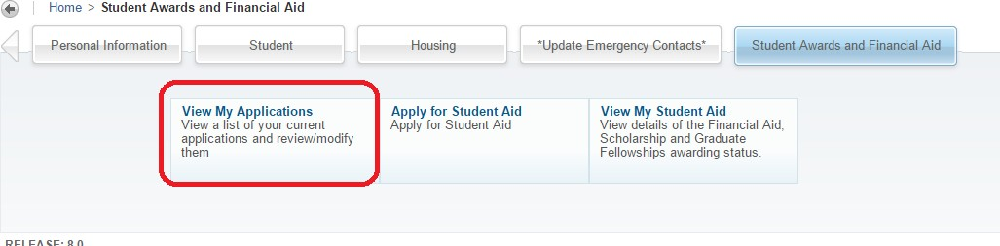 Home > Student Awards and Financial Aid
Personal Information
Student
Housing
*Update Emergency Contacts*
Student Awards and Financial Aid
View My Applications
View a list of your current
applications and review/modify
them
Apply for Student Aid
Apply for Student Aid
View My Student Aid
View details of the Financial Aid,
Scholarship and Graduate
Fellowships awarding status.
RELEASE: 8.0